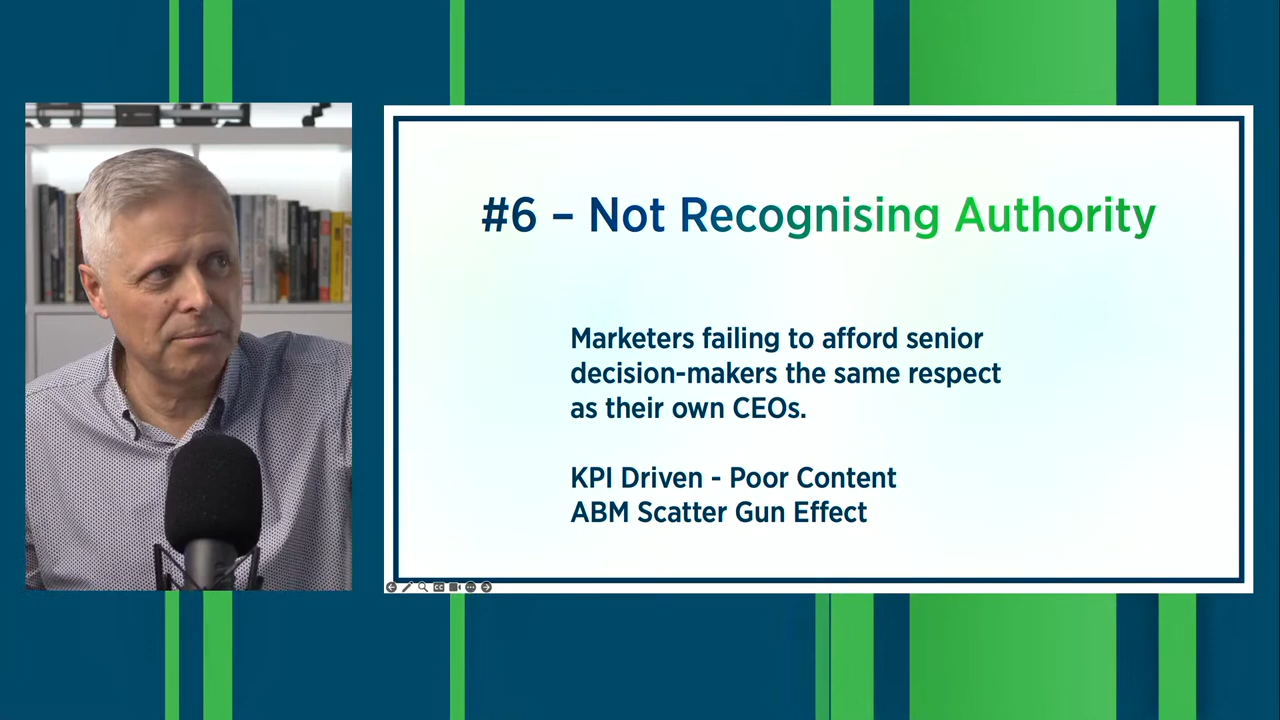 #6 – Not Recognising Authority
Marketers failing to afford senior
decision-makers the same respect
as their own CEOs.
KPI Driven - Poor Content
ABM Scatter Gun Effect